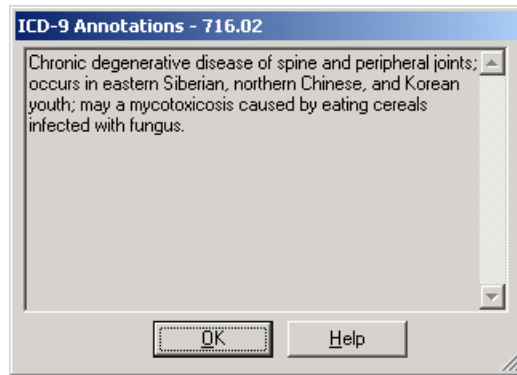 ICD-9 Annotations - 716.02
Chronic degenerative disease of spine and peripheral joints;
occurs in eastern Siberian, northern Chinese, and Korean
youth; may a mycotoxicosis caused by eating cereals
infected with fungus.
OK Help